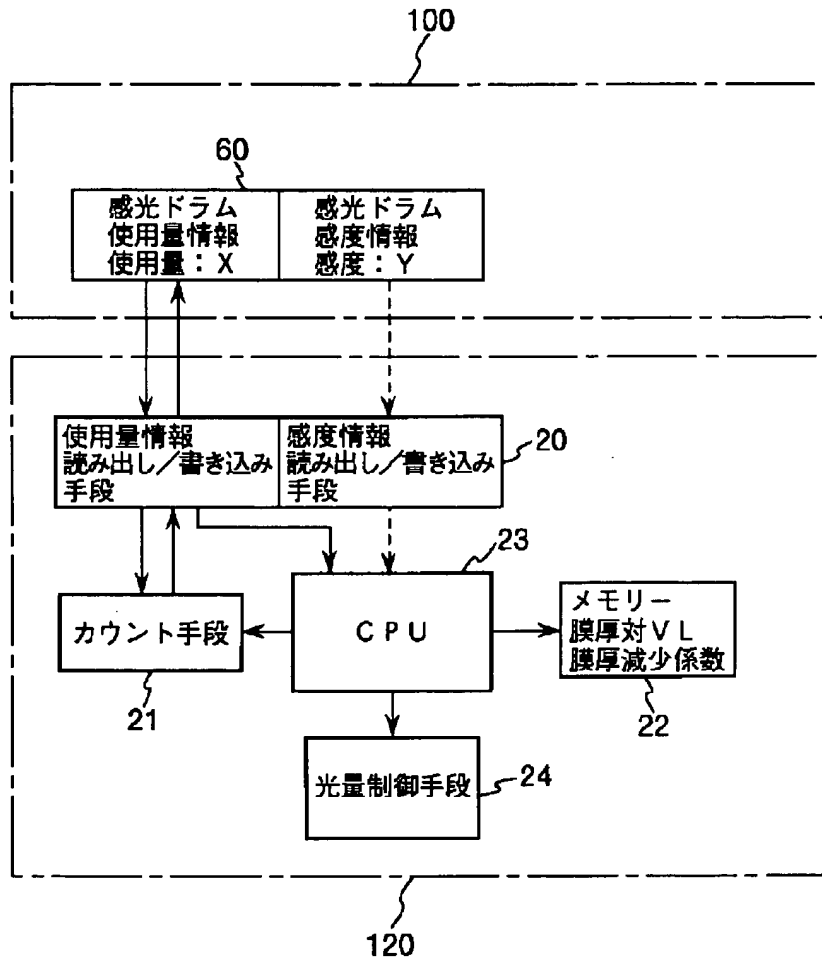 100
60
感光ドラム
使用量情報
使用量:X
感光ドラム
感度情報
感度:Y
使用量情報
読み出し/書き込み
手段
感度情報
読み出し/書き込み
手段
20
23
カウント手段
21
CPU
メモリー
膜厚対VL
膜厚減少係数
22
光量制御手段
24
120